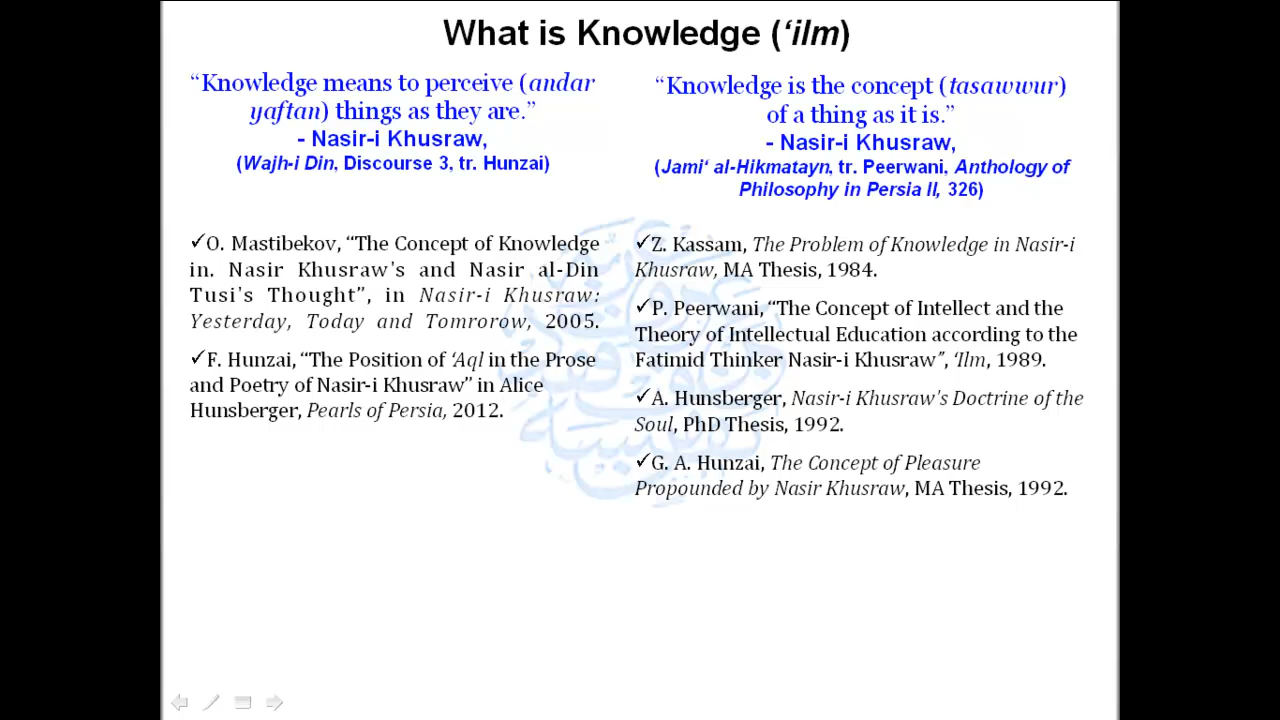 What is Knowledge (‘ilm)
“Knowledge means to perceive (andar
yaftan) things as they are.”
- Nasir-i Khusraw,
(Wajh-i Din, Discourse 3, tr. Hunzai)
✓O. Mastibekov, “The Concept of Knowledge
in. Nasir Khusraw's and Nasir al-Din
Tusi's Thought”, in Nasir-i Khusraw:
Yesterday, Today and Tomrorow, 2005.
✓F. Hunzai, “The Position of ‘Aql in the Prose
and Poetry of Nasir-i Khusraw” in Alice
Hunsberger, Pearls of Persia, 2012.
“Knowledge is the concept (tasawwur)
of a thing as it is.”
- Nasir-i Khusraw,
(Jami‘ al-Hikmatayn, tr. Peerwani, Anthology of
Philosophy in Persia II, 326)
✓Z. Kassam, The Problem of Knowledge in Nasir-i
Khusraw, MA Thesis, 1984.
✓P. Peerwani, “The Concept of Intellect and the
Theory of Intellectual Education according to the
Fatimid Thinker Nasir-i Khusraw”, ‘Ilm, 1989.
✓A. Hunsberger, Nasir-i Khusraw's Doctrine of the
Soul, PhD Thesis, 1992.
✓G. A. Hunzai, The Concept of Pleasure
Propounded by Nasir Khusraw, MA Thesis, 1992.